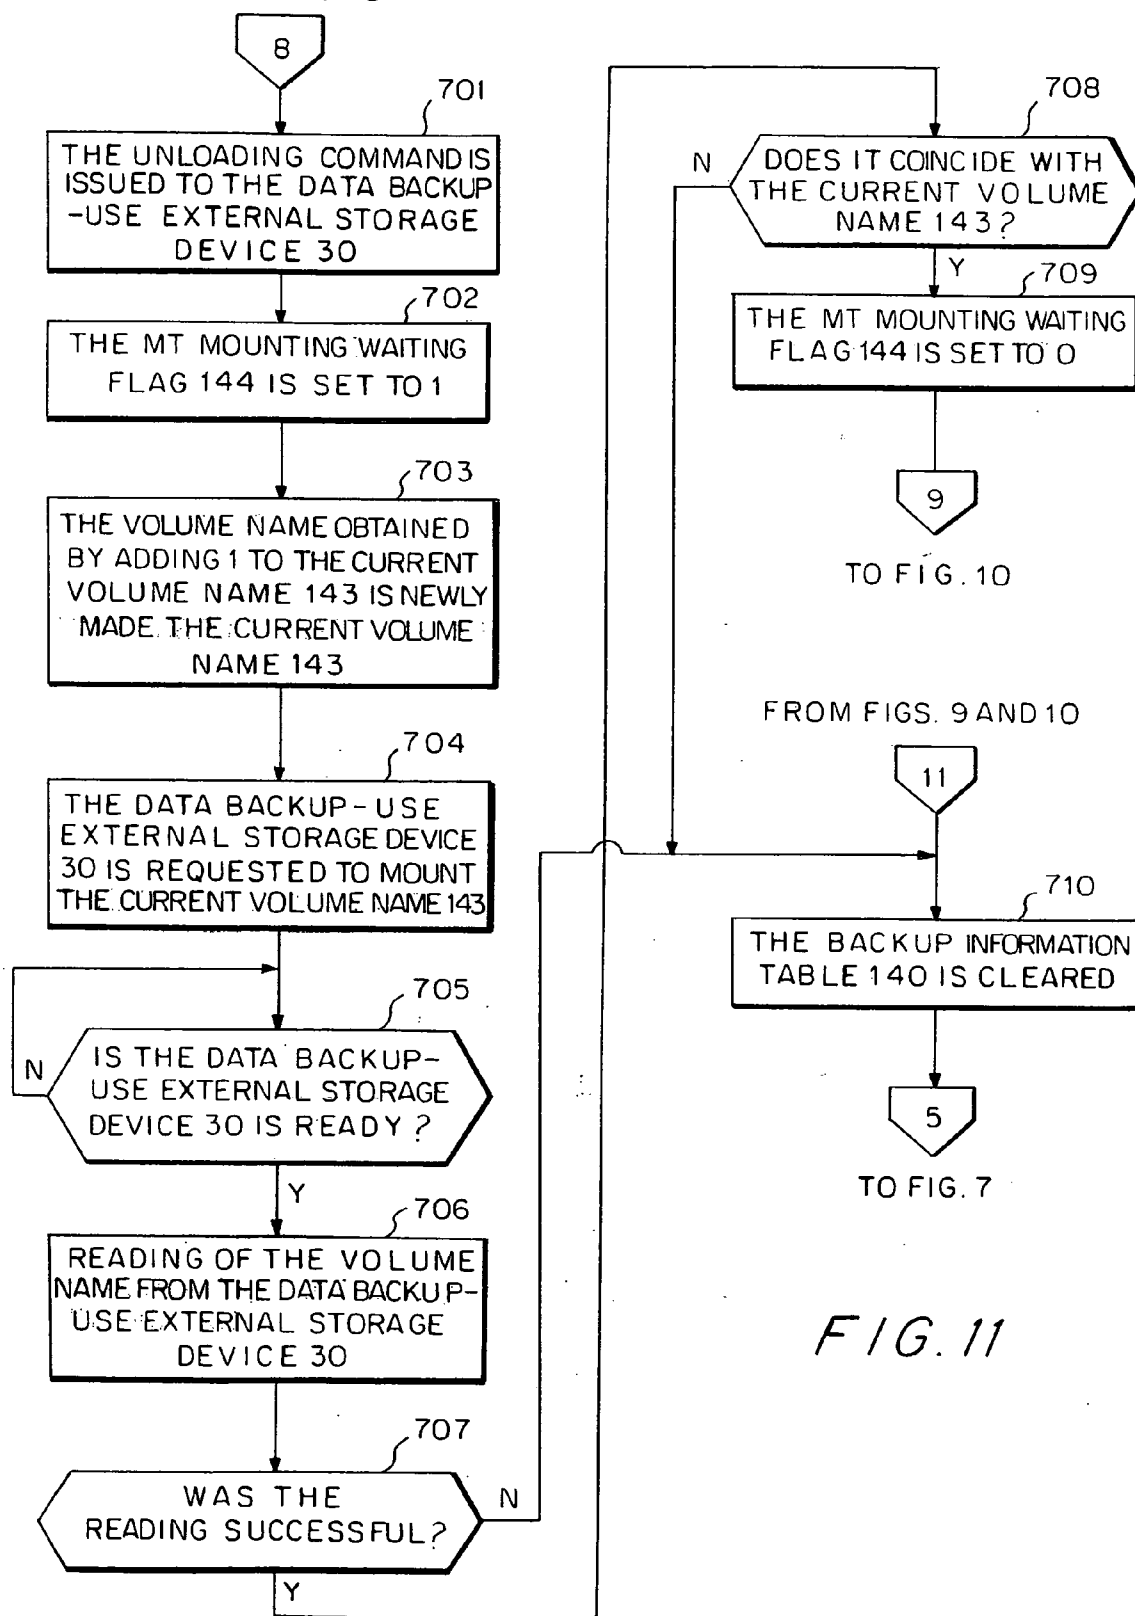 8
701
THE UNLOADING COMMAND IS
ISSUED TO THE DATA BACKUP
-USE EXTERNAL STORAGE
DEVICE 30
702
THE MT MOUNTING WAITING
FLAG 144 IS SET TO 1
703
THE VOLUME NAME OBTAINED
BY ADDING 1 TO THE CURRENT
VOLUME NAME 143 IS NEWLY
MADE THE CURRENT VOLUME
NAME 143
704
THE DATA BACKUP-USE
EXTERNAL STORAGE DEVICE
30 IS REQUESTED TO MOUNT
THE CURRENT VOLUME NAME 143
705
IS THE DATA BACKUP-
USE EXTERNAL STORAGE
DEVICE 30 IS READY?
N
Y
706
READING OF THE VOLUME
NAME FROM THE DATA BACKUP-
USE EXTERNAL STORAGE
DEVICE 30
707
WAS THE
READING SUCCESSFUL?
N
Y
708
DOES IT COINCIDE WITH
THE CURRENT VOLUME
NAME 143?
N
Y
709
THE MT MOUNTING WAITING
FLAG 144 IS SET TO 0
9
TO FIG. 10
FROM FIGS. 9 AND 10
11
710
THE BACKUP INFORMATION
TABLE 140 IS CLEARED
5
TO FIG. 7
FIG. 11